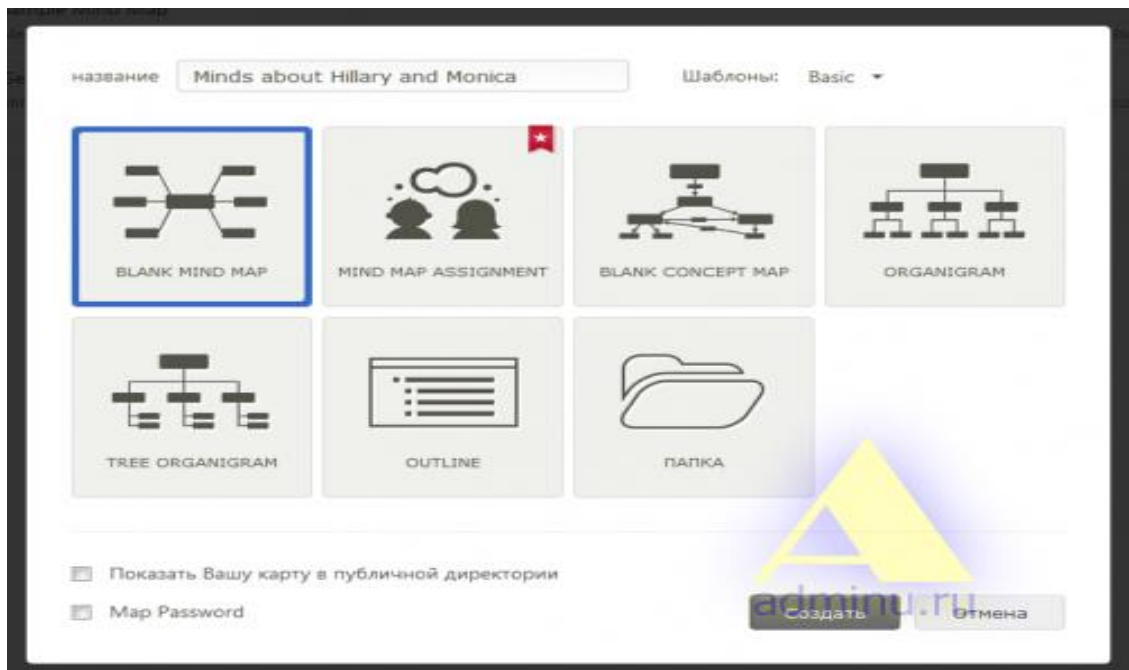 название Minds about Hillary and Monica Шаблоны: Basic
BLANK MIND MAP MIND MAP ASSIGNMENT BLANK CONCEPT MAP ORGANIGRAM
TREE ORGANIGRAM OUTLINE ПАПКА
Показать Вашу карту в публичной директории
Map Password
adminu.ru
Создать Отмена